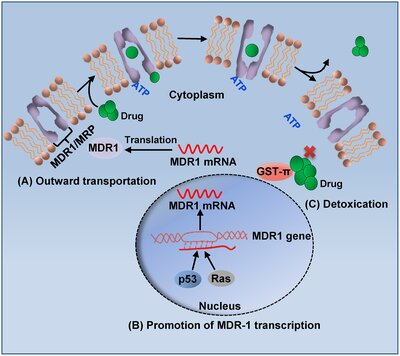 ATP
ATP
ATP
Cytoplasm
Drug
MDR1/MRP
MDR1
Translation
MDR1 mRNA
(A) Outward transportation
GST-π
Drug
(C) Detoxication
MDR1 mRNA
MDR1 gene
p53
Ras
Nucleus
(B) Promotion of MDR-1 transcription